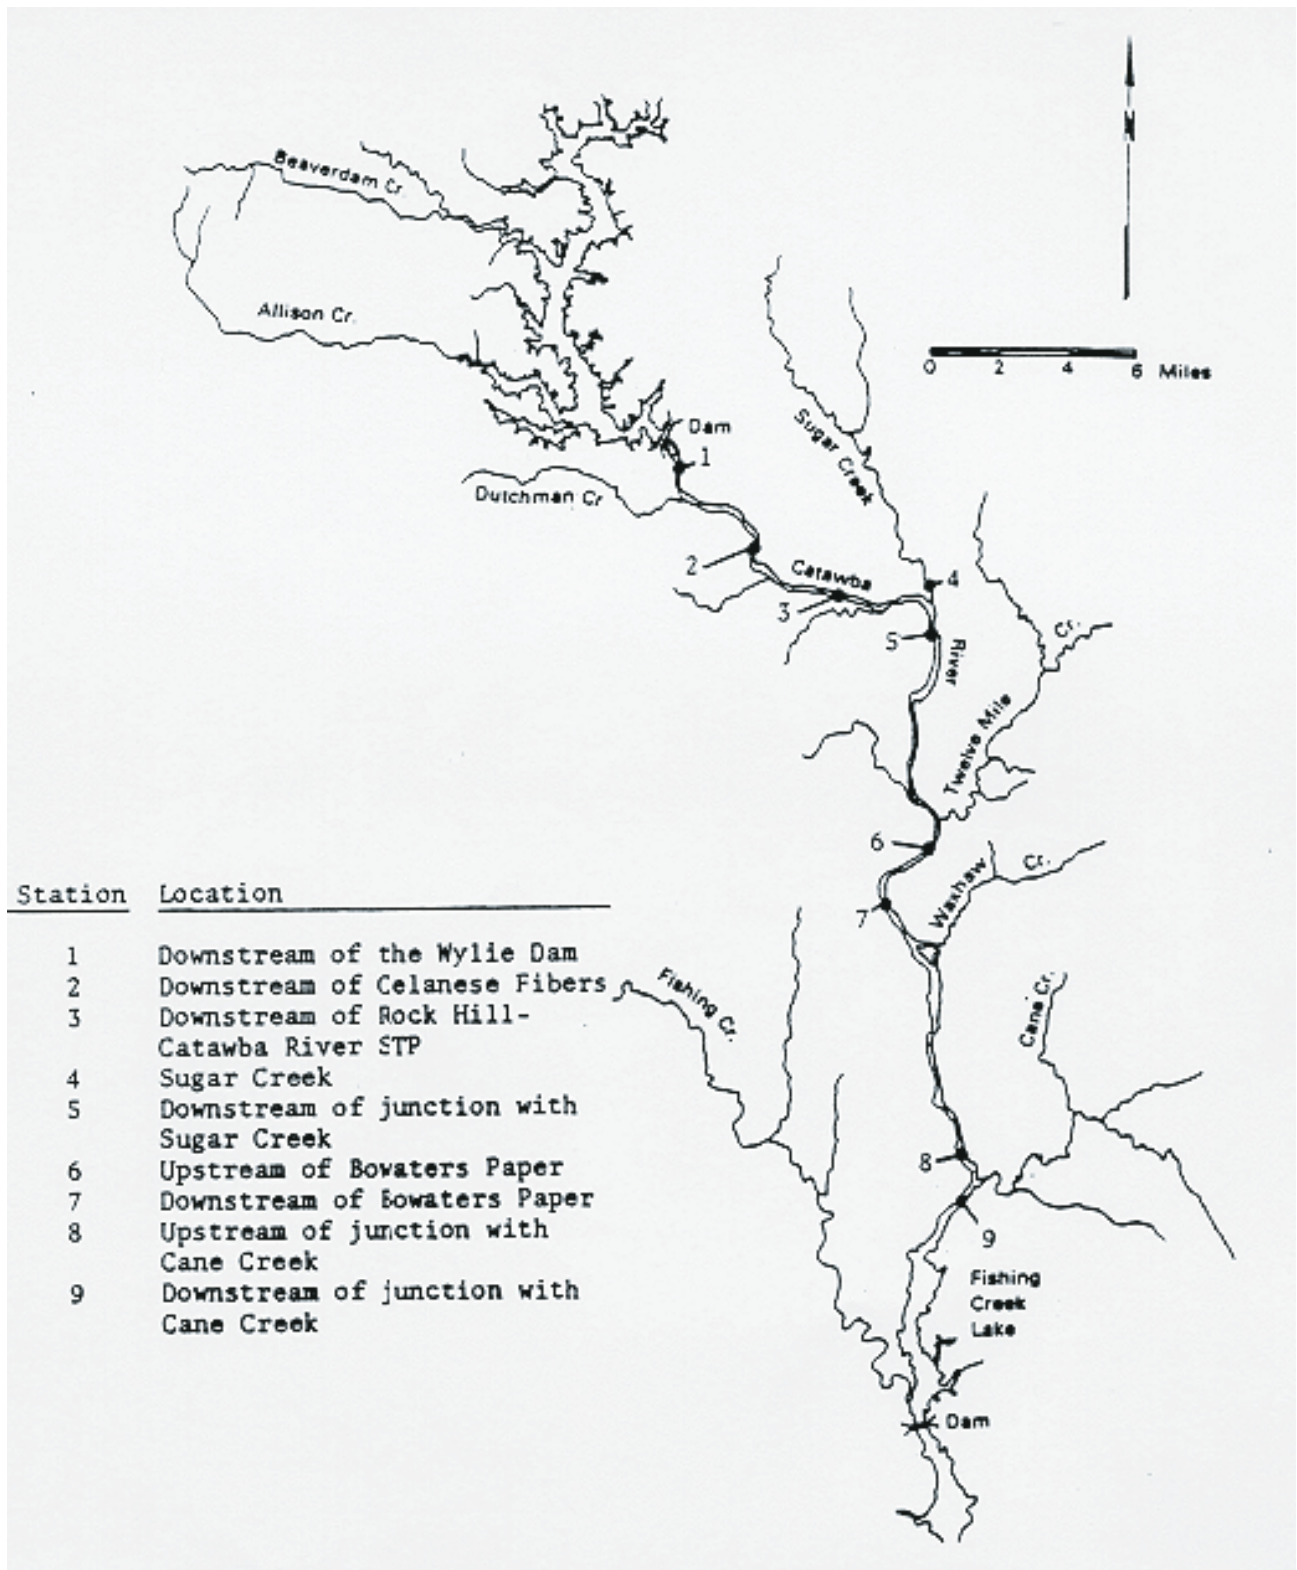 N
Beaverdam Cr.
Allison Cr.
0 2 4 6 Miles
Dam
1
Sugar Creek
Dutchman Cr
2
Catawba
3
4
5
River
Cr.
Twelve Mile
6
Waxhaw
Cr.
7
Fishing Cr.
Cane Cr.
8
9
Fishing
Creek
Lake
Dam
Station Location
1 Downstream of the Wylie Dam
2 Downstream of Celanese Fibers
3 Downstream of Rock Hill-
Catawba River STP
4 Sugar Creek
5 Downstream of junction with
Sugar Creek
6 Upstream of Bowaters Paper
7 Downstream of Bowaters Paper
8 Upstream of junction with
Cane Creek
9 Downstream of junction with
Cane Creek